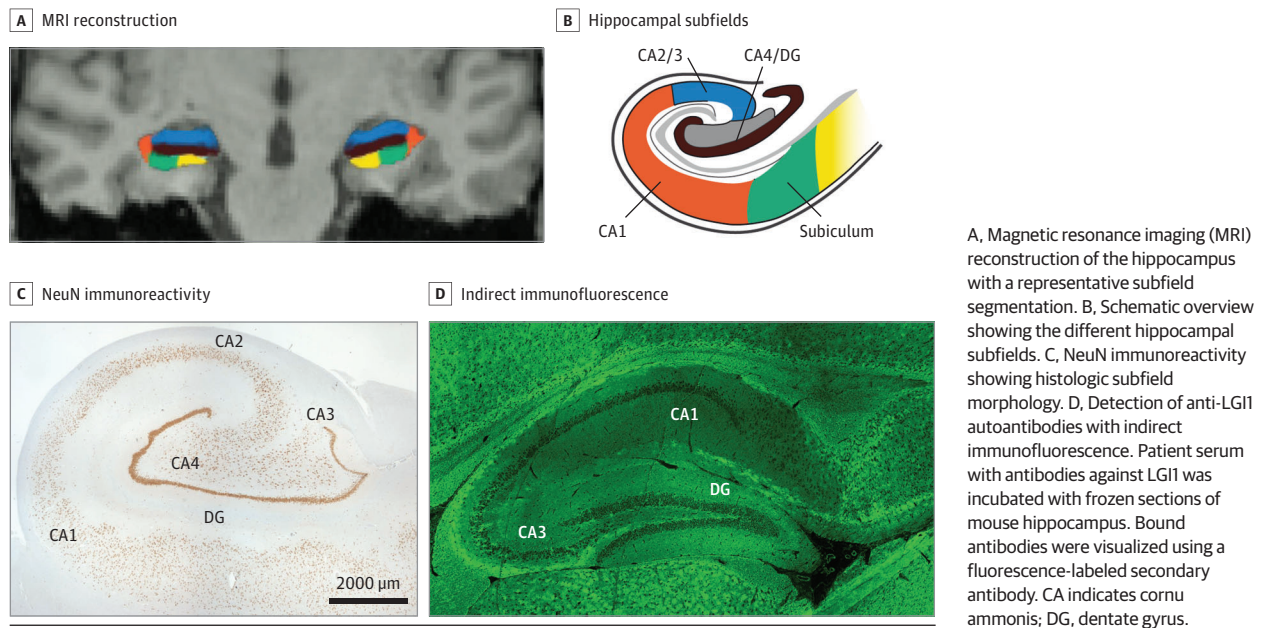 A MRI reconstruction
B Hippocampal subfields
CA2/3
CA4/DG
CA1
Subiculum
C NeuN immunoreactivity
CA2
CA3
CA4
DG
CA1
2000 μm
D Indirect immunofluorescence
CA1
DG
CA3
A, Magnetic resonance imaging (MRI)
reconstruction of the hippocampus
with a representative subfield
segmentation. B, Schematic overview
showing the different hippocampal
subfields. C, NeuN immunoreactivity
showing histologic subfield
morphology. D, Detection of anti-LGI1
autoantibodies with indirect
immunofluorescence. Patient serum
with antibodies against LGI1 was
incubated with frozen sections of
mouse hippocampus. Bound
antibodies were visualized using a
fluorescence-labeled secondary
antibody. CA indicates cornu
ammonis; DG, dentate gyrus.